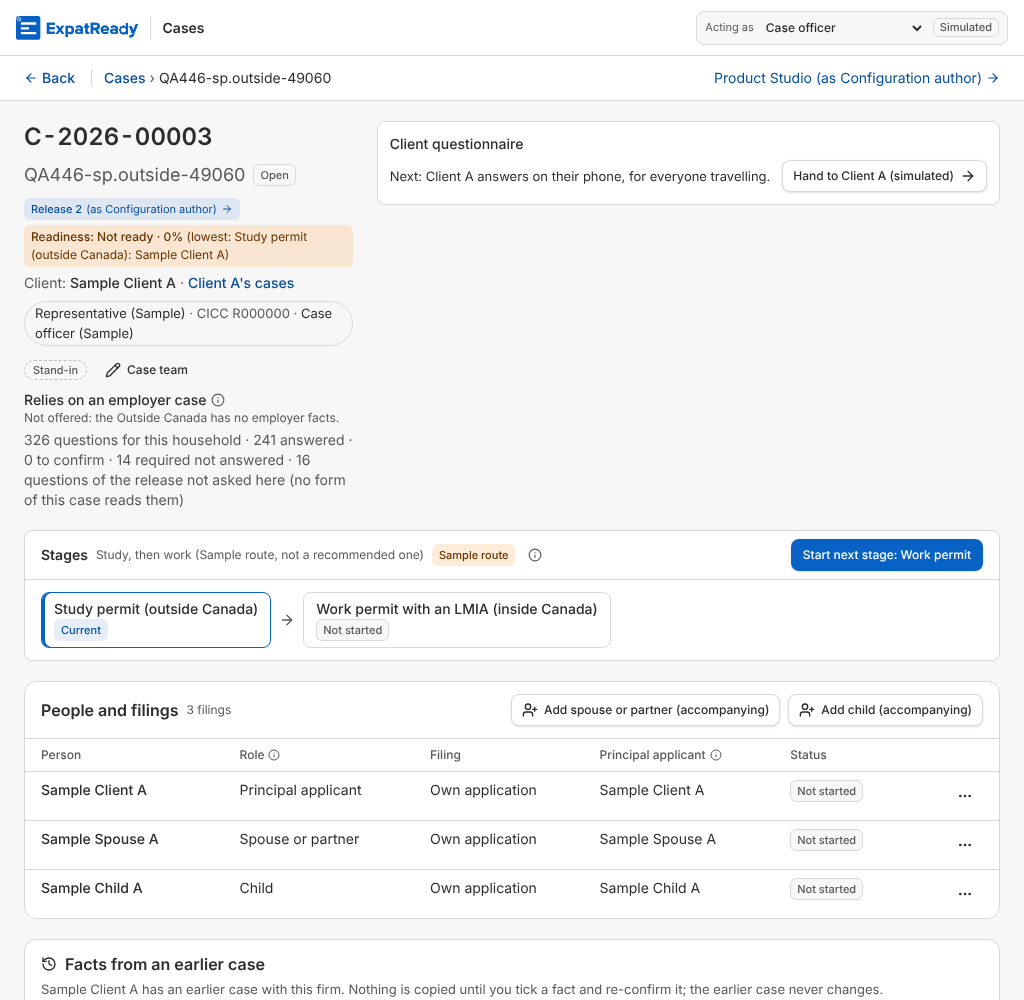 ExpatReady
Cases
Acting as Case officer Simulated
← Back
Cases › QA446-sp.outside-49060
Product Studio (as Configuration author) →
C-2026-00003
QA446-sp.outside-49060 Open
Release 2 (as Configuration author) →
Readiness: Not ready · 0% (lowest: Study permit
(outside Canada): Sample Client A)
Client: Sample Client A · Client A's cases
Representative (Sample) · CICC R000000 · Case
officer (Sample)
Stand-in Case team
Relies on an employer case
Not offered: the Outside Canada has no employer facts.
326 questions for this household · 241 answered ·
0 to confirm · 14 required not answered · 16
questions of the release not asked here (no form
of this case reads them)
Client questionnaire
Next: Client A answers on their phone, for everyone travelling. Hand to Client A (simulated) →
Stages Study, then work (Sample route, not a recommended one) Sample route
Start next stage: Work permit
Study permit (outside Canada)
Current
→
Work permit with an LMIA (inside Canada)
Not started
People and filings 3 filings
Add spouse or partner (accompanying) Add child (accompanying)
Person Role Filing Principal applicant Status
Sample Client A Principal applicant Own application Sample Client A Not started ...
Sample Spouse A Spouse or partner Own application Sample Spouse A Not started ...
Sample Child A Child Own application Sample Child A Not started ...
Facts from an earlier case
Sample Client A has an earlier case with this firm. Nothing is copied until you tick a fact and re-confirm it; the earlier case never changes.